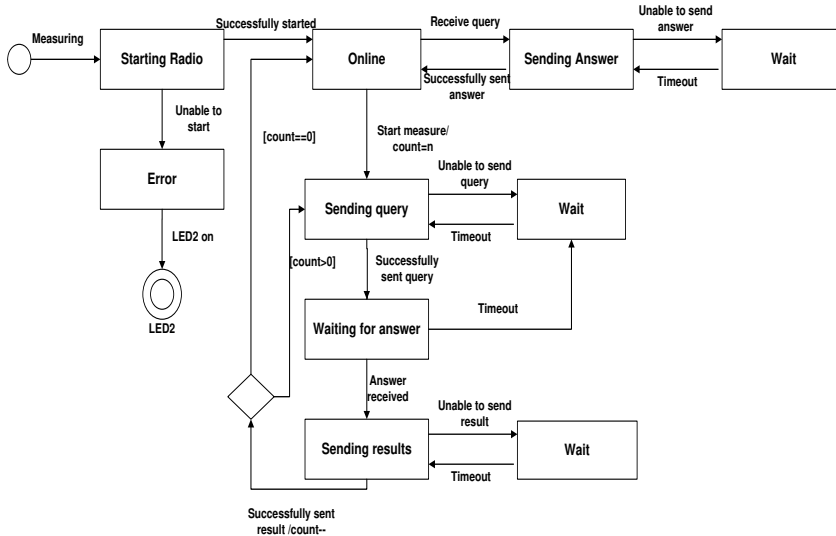 Measuring
Starting Radio
Successfully started
Online
Receive query
Successfully sent
answer
Sending Answer
Unable to send
answer
Timeout
Wait
Unable to
start
[count==0]
Start measure/
count=n
Error
Sending query
Unable to send
query
Timeout
Wait
LED2 on
[count>0]
Successfully
sent query
LED2
Waiting for answer
Timeout
Answer
received
Sending results
Unable to send
result
Timeout
Wait
Successfully sent
result /count--